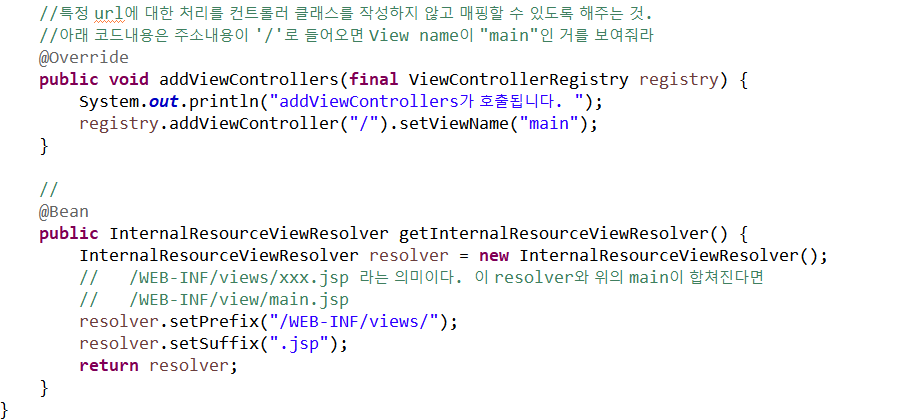 //특정 url에 대한 처리를 컨트롤러 클래스를 작성하지 않고 매핑할 수 있도록 해주는 것.
//아래 코드내용은 주소내용이 '/'로 들어오면 View name이 "main"인 거를 보여줘라
@Override
public void addViewControllers(final ViewControllerRegistry registry) {
System.out.println("addViewControllers가 호출됩니다. ");
registry.addViewController("/").setViewName("main");
}
//
@Bean
public InternalResourceViewResolver getInternalResourceViewResolver() {
InternalResourceViewResolver resolver = new InternalResourceViewResolver();
// /WEB-INF/views/xxx.jsp 라는 의미이다. 이 resolver와 위의 main이 합쳐진다면
// /WEB-INF/view/main.jsp
resolver.setPrefix("/WEB-INF/views/");
resolver.setSuffix(".jsp");
return resolver;
}
}